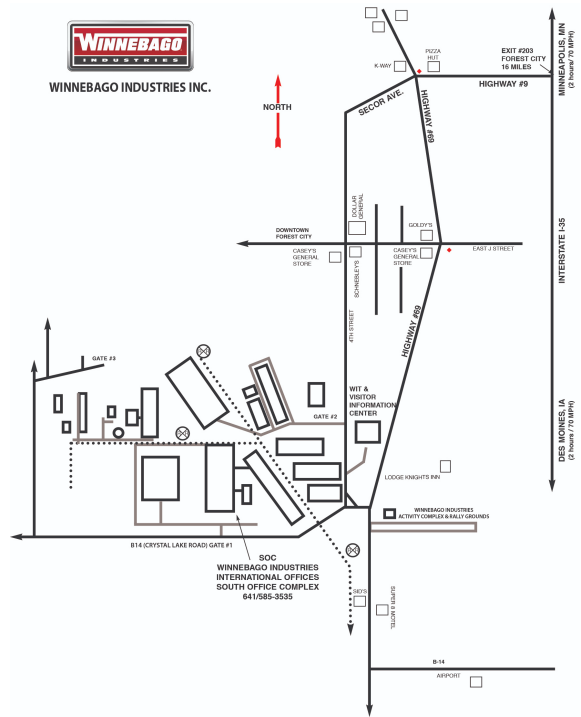 WINNEBAGO
INDUSTRIES
WINNEBAGO INDUSTRIES INC.
NORTH
K-WAY
PIZZA
HUT
EXIT #203
FOREST CITY
16 MILES
HIGHWAY #9
MINNEAPOLIS, MN
(2 hours/ 70 MPH)
SECOR AVE.
HIGHWAY #69
DOLLAR
GENERAL
GOLDY'S
DOWNTOWN
FOREST CITY
CASEY'S
GENERAL
STORE
SCHNEBLEY'S
CASEY'S
GENERAL
STORE
EAST J STREET
INTERSTATE I-35
4TH STREET
HIGHWAY #69
GATE #3
GATE #2
WIT &
VISITOR
INFORMATION
CENTER
DES MOINES, IA
(2 hours / 70 MPH)
LODGE KNIGHTS INN
WINNEBAGO INDUSTRIES
ACTIVITY COMPLEX & RALLY GROUNDS
B14 (CRYSTAL LAKE ROAD) GATE #1
SOC
WINNEBAGO INDUSTRIES
INTERNATIONAL OFFICES
SOUTH OFFICE COMPLEX
641/585-3535
SID'S
SUPER 8 MOTEL
B-14
AIRPORT